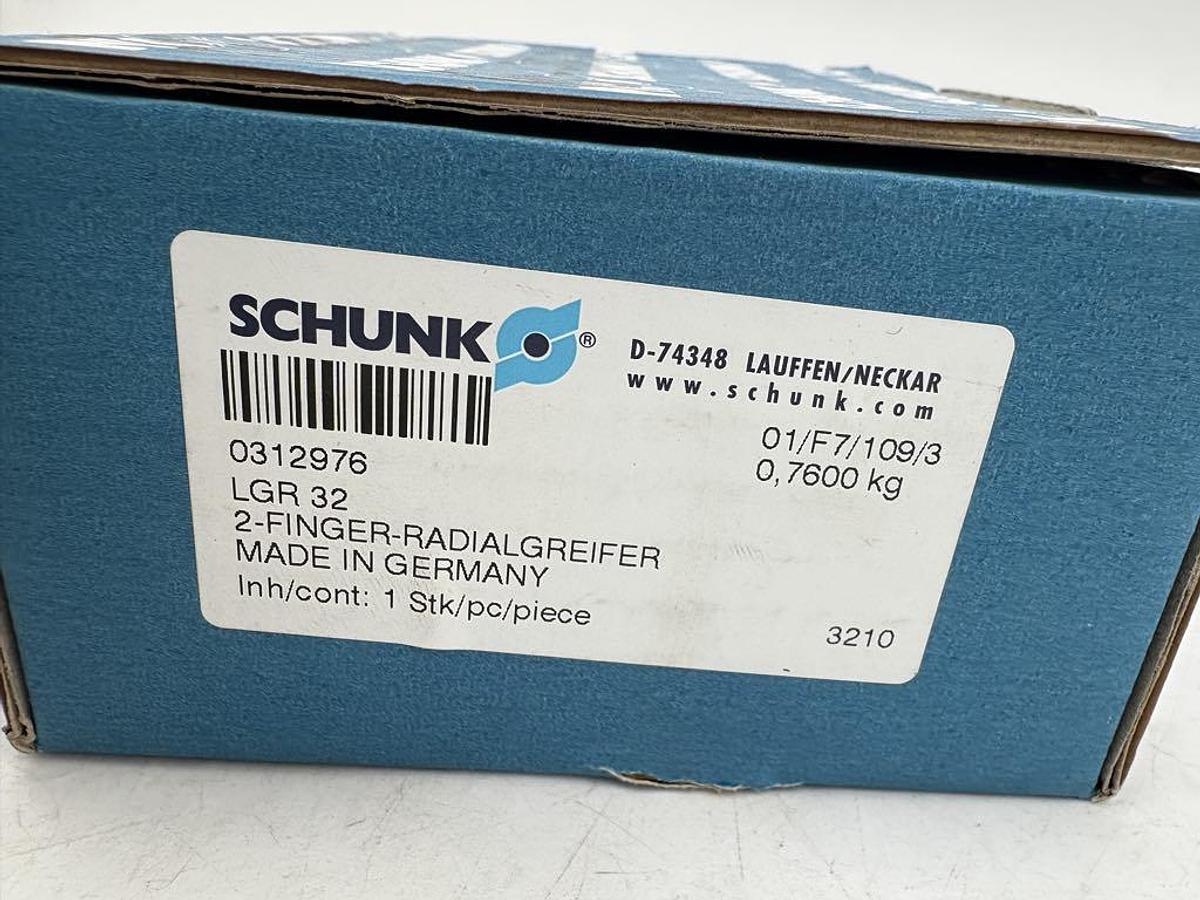 SCHUNK ®
D-74348 LAUFFEN/NECKAR
www.schunk.com
01/F7/109/3
0,7600 kg
0312976
LGR 32
2-FINGER-RADIALGREIFER
MADE IN GERMANY
Inh/cont: 1 Stk/pc/piece
3210